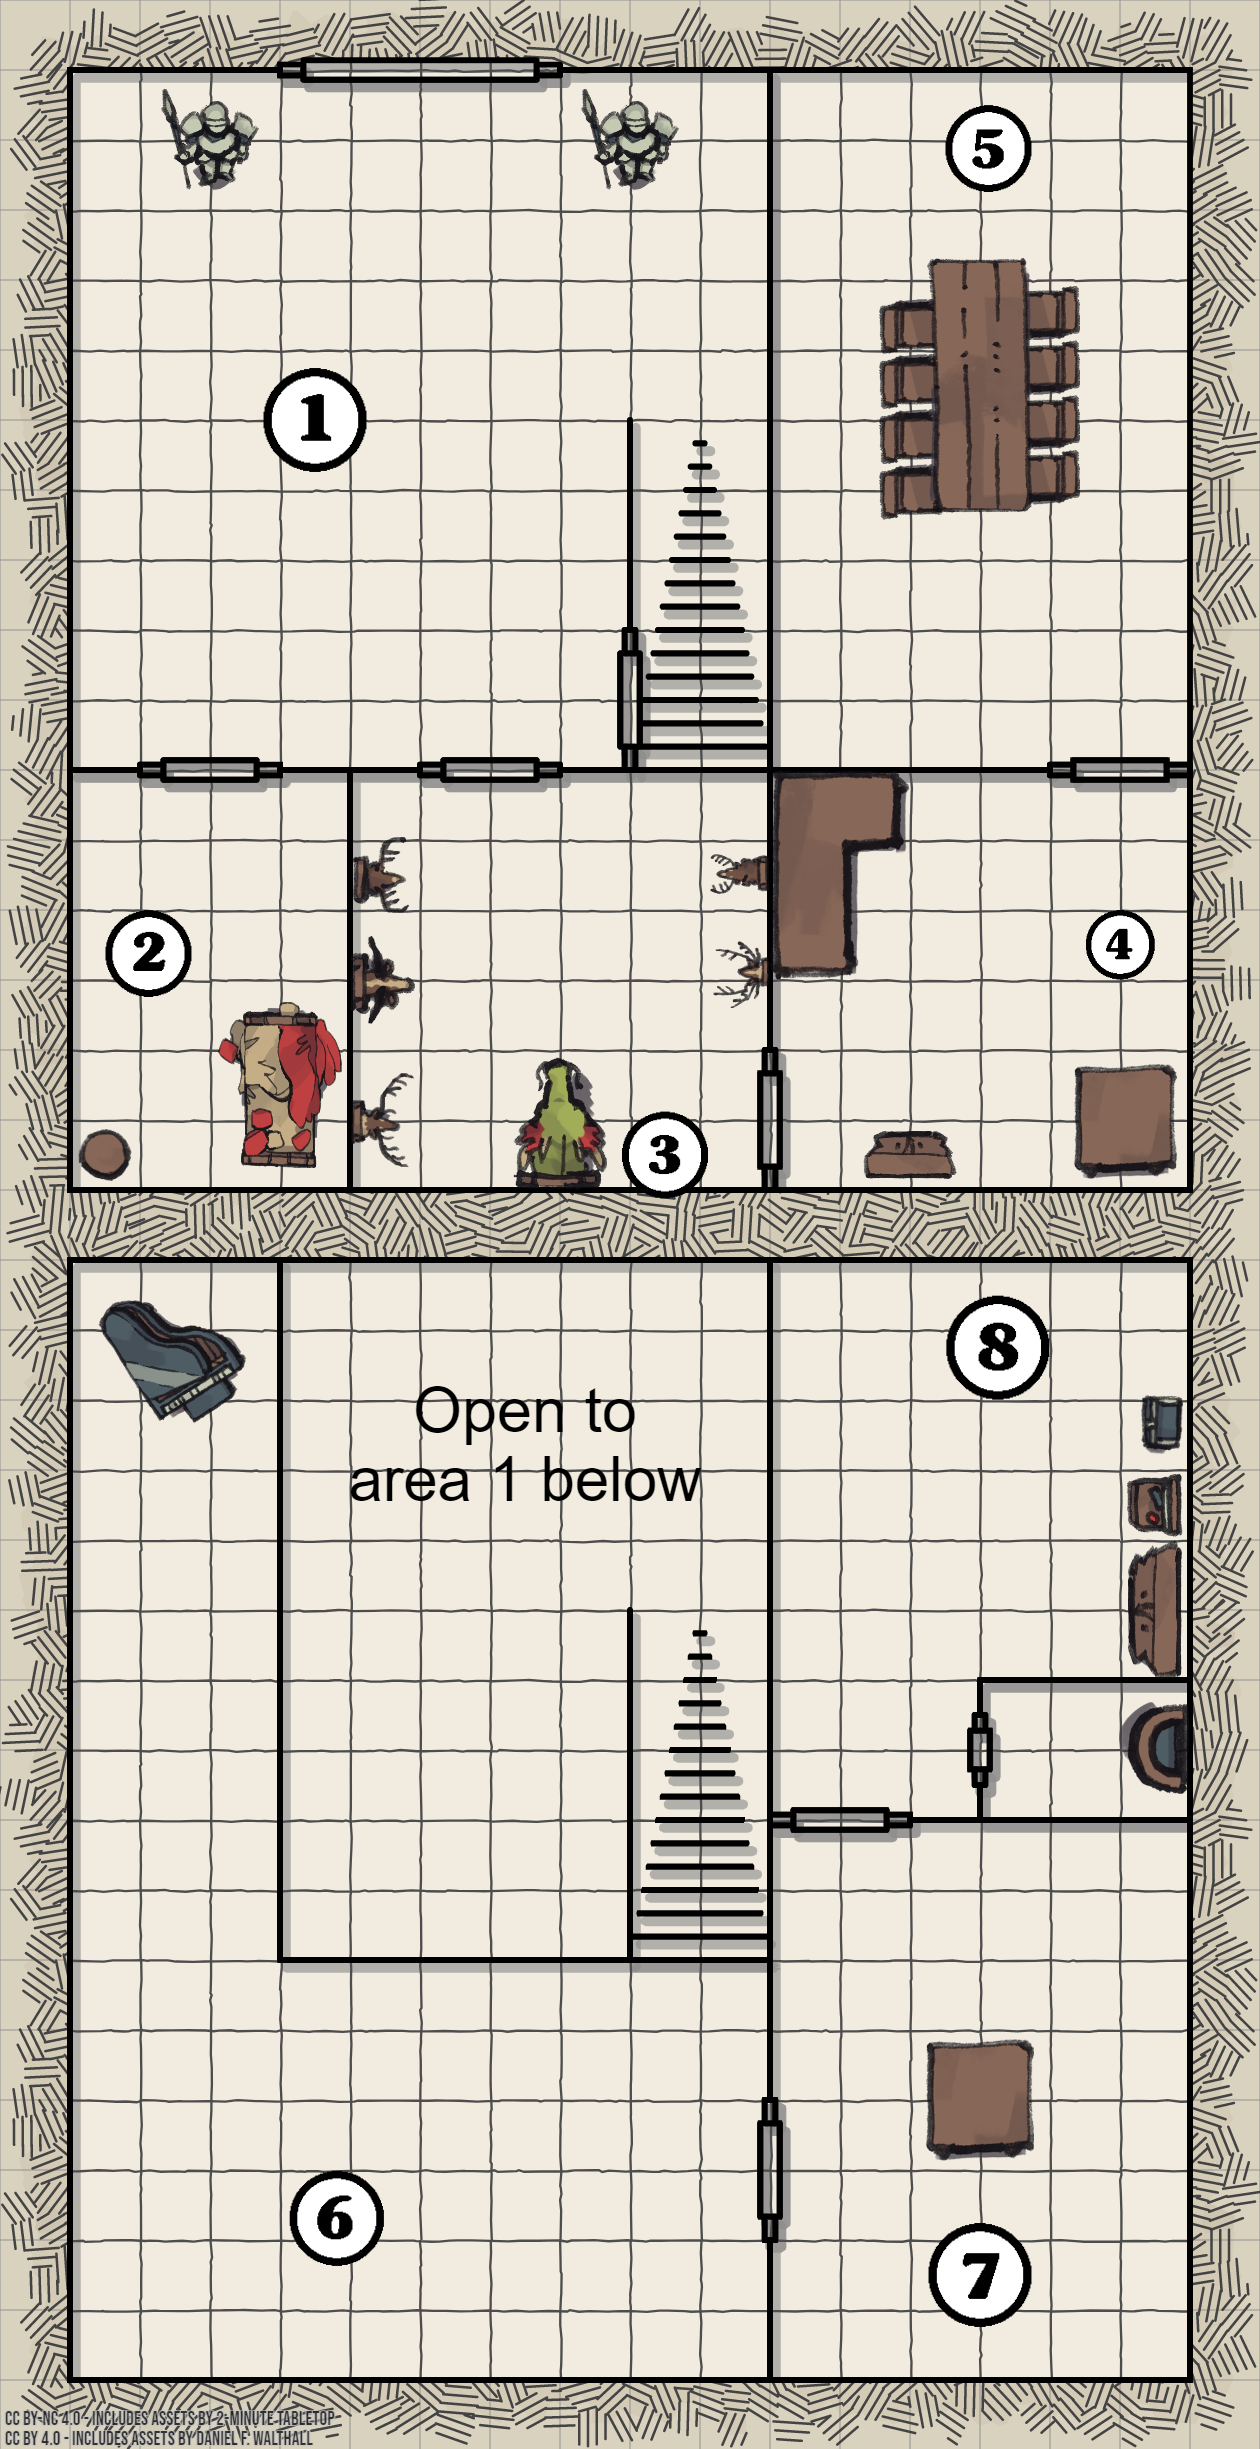 5
1
2
4
3
8
Open to
area 1 below
6
7
CC BY-NC 4.0 - INCLUDES ASSETS BY 2-MINUTE TABLETOP
CC BY 4.0 - INCLUDES ASSETS BY DANIEL F. WALTHALL